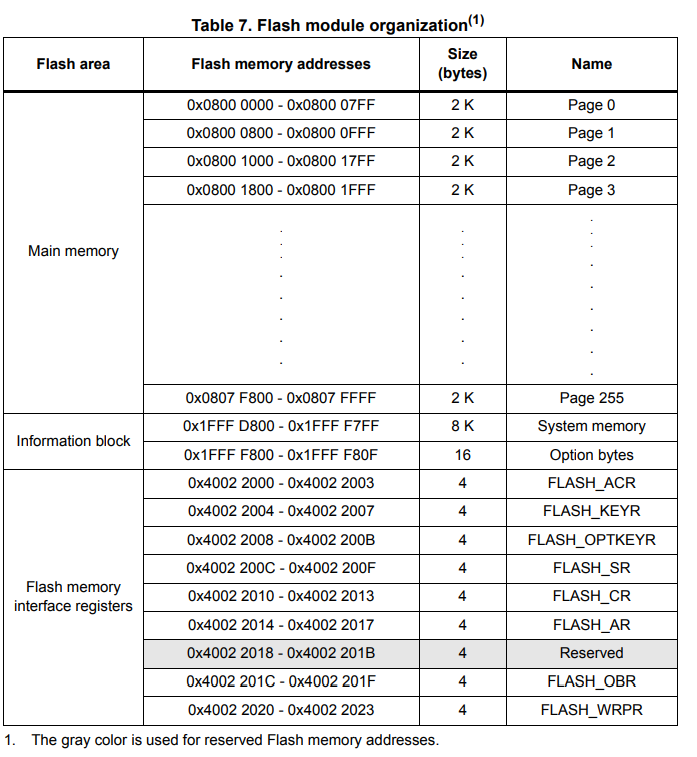 Table 7. Flash module organization(1)
Flash area Flash memory addresses Size (bytes) Name
Main memory
0x0800 0000 - 0x0800 07FF 2 K Page 0
0x0800 0800 - 0x0800 0FFF 2 K Page 1
0x0800 1000 - 0x0800 17FF 2 K Page 2
0x0800 1800 - 0x0800 1FFF 2 K Page 3
. . .
. . .
. . .
. . .
. . .
. . .
. . .
. . .
0x0807 F800 - 0x0807 FFFF 2 K Page 255
Information block
0x1FFF D800 - 0x1FFF F7FF 8 K System memory
0x1FFF F800 - 0x1FFF F80F 16 Option bytes
Flash memory
interface registers
0x4002 2000 - 0x4002 2003 4 FLASH_ACR
0x4002 2004 - 0x4002 2007 4 FLASH_KEYR
0x4002 2008 - 0x4002 200B 4 FLASH_OPTKEYR
0x4002 200C - 0x4002 200F 4 FLASH_SR
0x4002 2010 - 0x4002 2013 4 FLASH_CR
0x4002 2014 - 0x4002 2017 4 FLASH_AR
0x4002 2018 - 0x4002 201B 4 Reserved
0x4002 201C - 0x4002 201F 4 FLASH_OBR
0x4002 2020 - 0x4002 2023 4 FLASH_WRPR
1. The gray color is used for reserved Flash memory addresses.